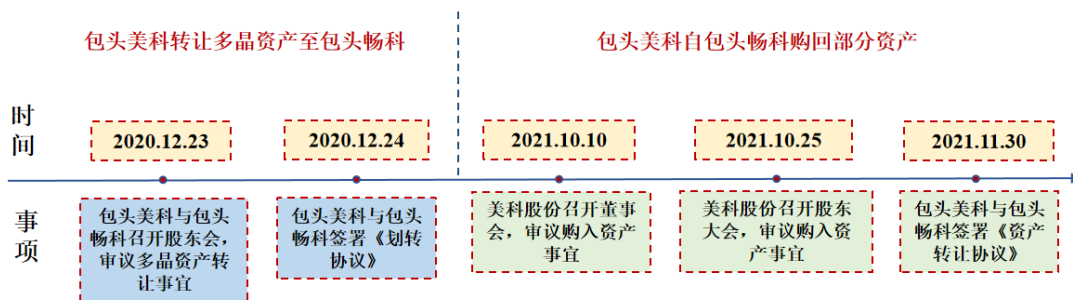 包头美科转让多晶资产至包头畅科
包头美科自包头畅科购回部分资产
时
间
2020.12.23
2020.12.24
2021.10.10
2021.10.25
2021.11.30
事
项
包头美科与包头
畅科召开股东会，
审议多晶资产转
让事宜
包头美科与包头
畅科签署《划转
协议》
美科股份召开董事
会，审议购入资产
事宜
美科股份召开股东
大会，审议购入资
产事宜
包头美科与包头
畅科签署《资产
转让协议》